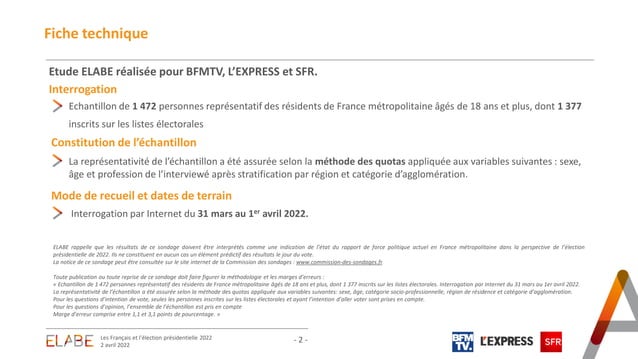 Fiche technique
Etude ELABE réalisée pour BFMTV, L'EXPRESS et SFR.
Interrogation
Echantillon de 1 472 personnes représentatif des résidents de France métropolitaine âgés de 18 ans et plus, dont 1 377
inscrits sur les listes électorales
Constitution de l'échantillon
La représentativité de l'échantillon a été assurée selon la méthode des quotas appliquée aux variables suivantes : sexe,
âge et profession de l'interviewé après stratification par région et catégorie d'agglomération.
Mode de recueil et dates de terrain
Interrogation par Internet du 31 mars au 1er avril 2022.
ELABE rappelle que les résultats de ce sondage doivent être interprétés comme une indication de l'état du rapport de force politique actuel en France métropolitaine dans la perspective de l'élection
présidentielle de 2022. Ils ne constituent en aucun cas un élément prédictif des résultats le jour du vote.
La notice de ce sondage peut être consultée sur le site internet de la Commission des sondages : www.commission-des-sondages.fr
Toute publication ou toute reprise de ce sondage doit faire figurer la méthodologie et les marges d'erreurs :
« Echantillon de 1 472 personnes représentatif des résidents de France métropolitaine âgés de 18 ans et plus, dont 1 377 inscrits sur les listes électorales. Interrogation par Internet du 31 mars au 1er avril 2022.
La représentativité de l'échantillon a été assurée selon la méthode des quotas appliquée aux variables suivantes : sexe, âge, catégorie socio-professionnelle, région de résidence et catégorie d'agglomération.
Pour les questions d'intention de vote, seules les personnes inscrites sur les listes électorales et ayant l'intention d'aller voter sont prises en compte.
Pour les questions d'opinion, l'ensemble de l'échantillon est pris en compte
Marge d'erreur comprise entre 1,1 et 3,1 points de pourcentage. »
ELABE
Les Français et l'élection présidentielle 2022
2 avril 2022
- 2 -
BFM
TV.
L'EXPRESS
SFR